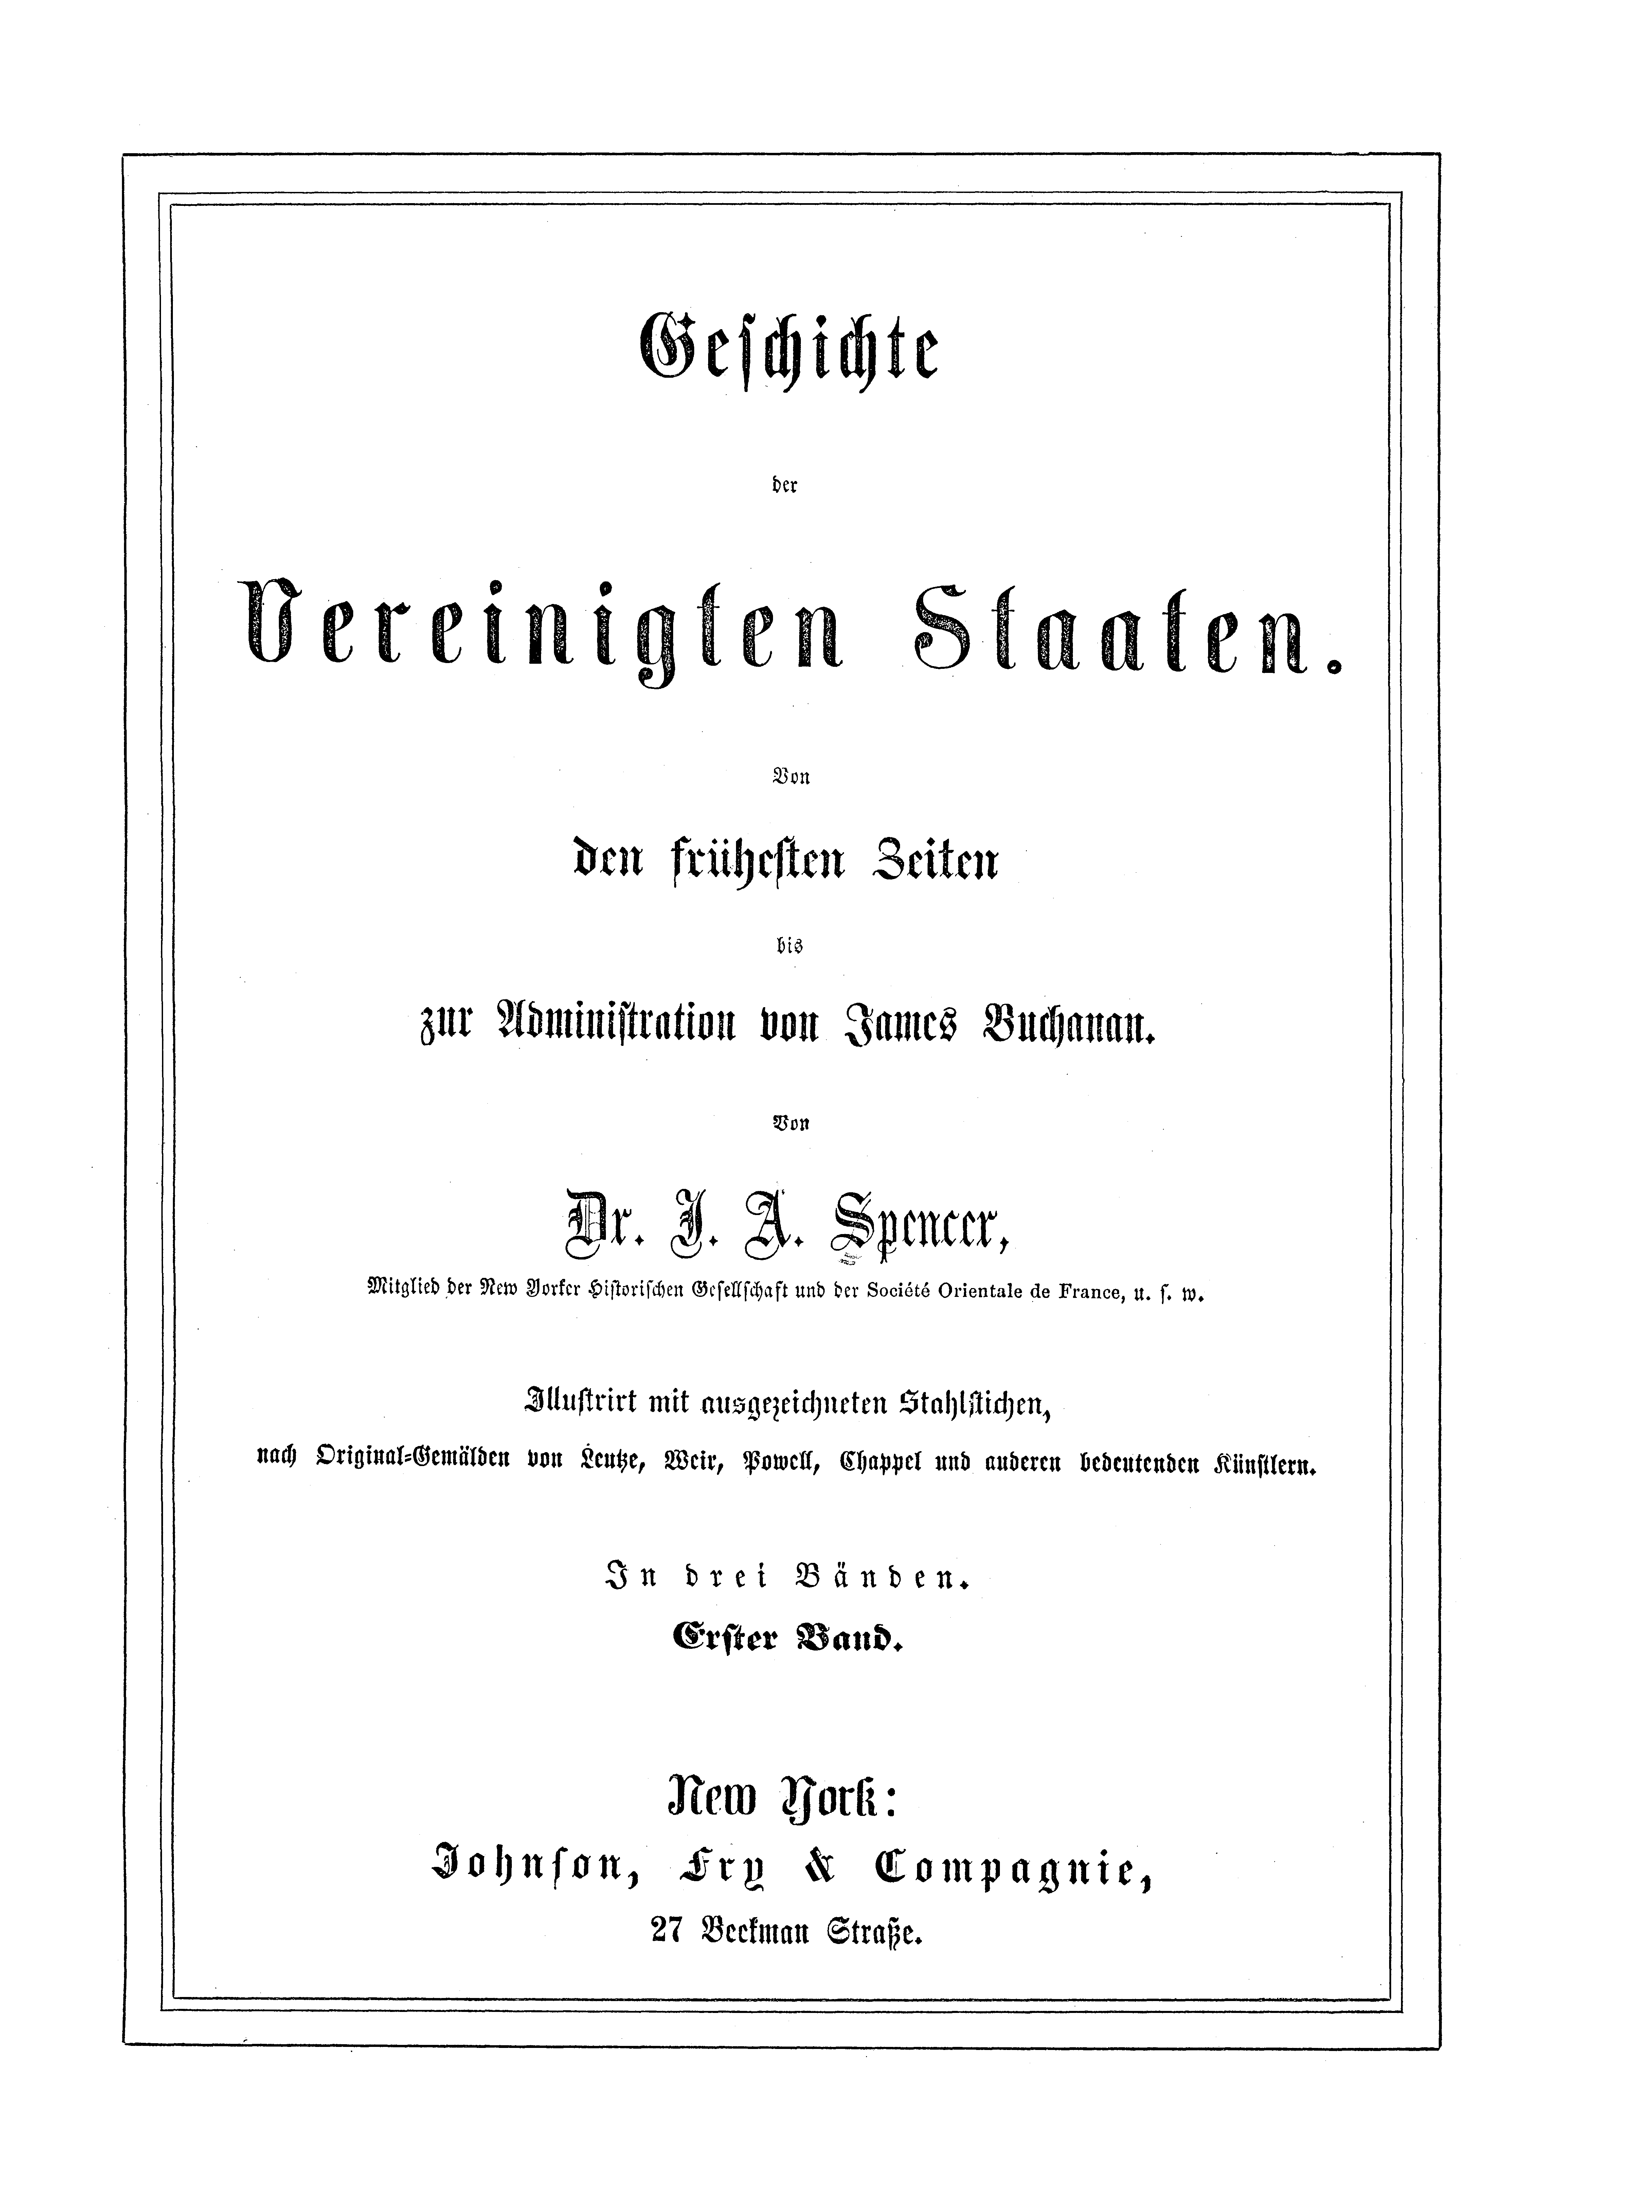 Geschichte
der
Vereinigten Staaten.
Von
den frühesten Zeiten
bis
zur Administration von James Buchanan.
Von
Dr. J. A. Spencer,
Mitglied der New Yorker Historischen Gesellschaft und der Société Orientale de France, u. s. w.
Illustrirt mit ausgezeichneten Stahlstichen,
nach Original-Gemälden von Leutze, Weir, Powell, Chappel und anderen bedeutenden Künstlern.
In drei Bänden.
Erster Band.
New York:
Johnson, Fry & Compagnie,
27 Beekman Straße.